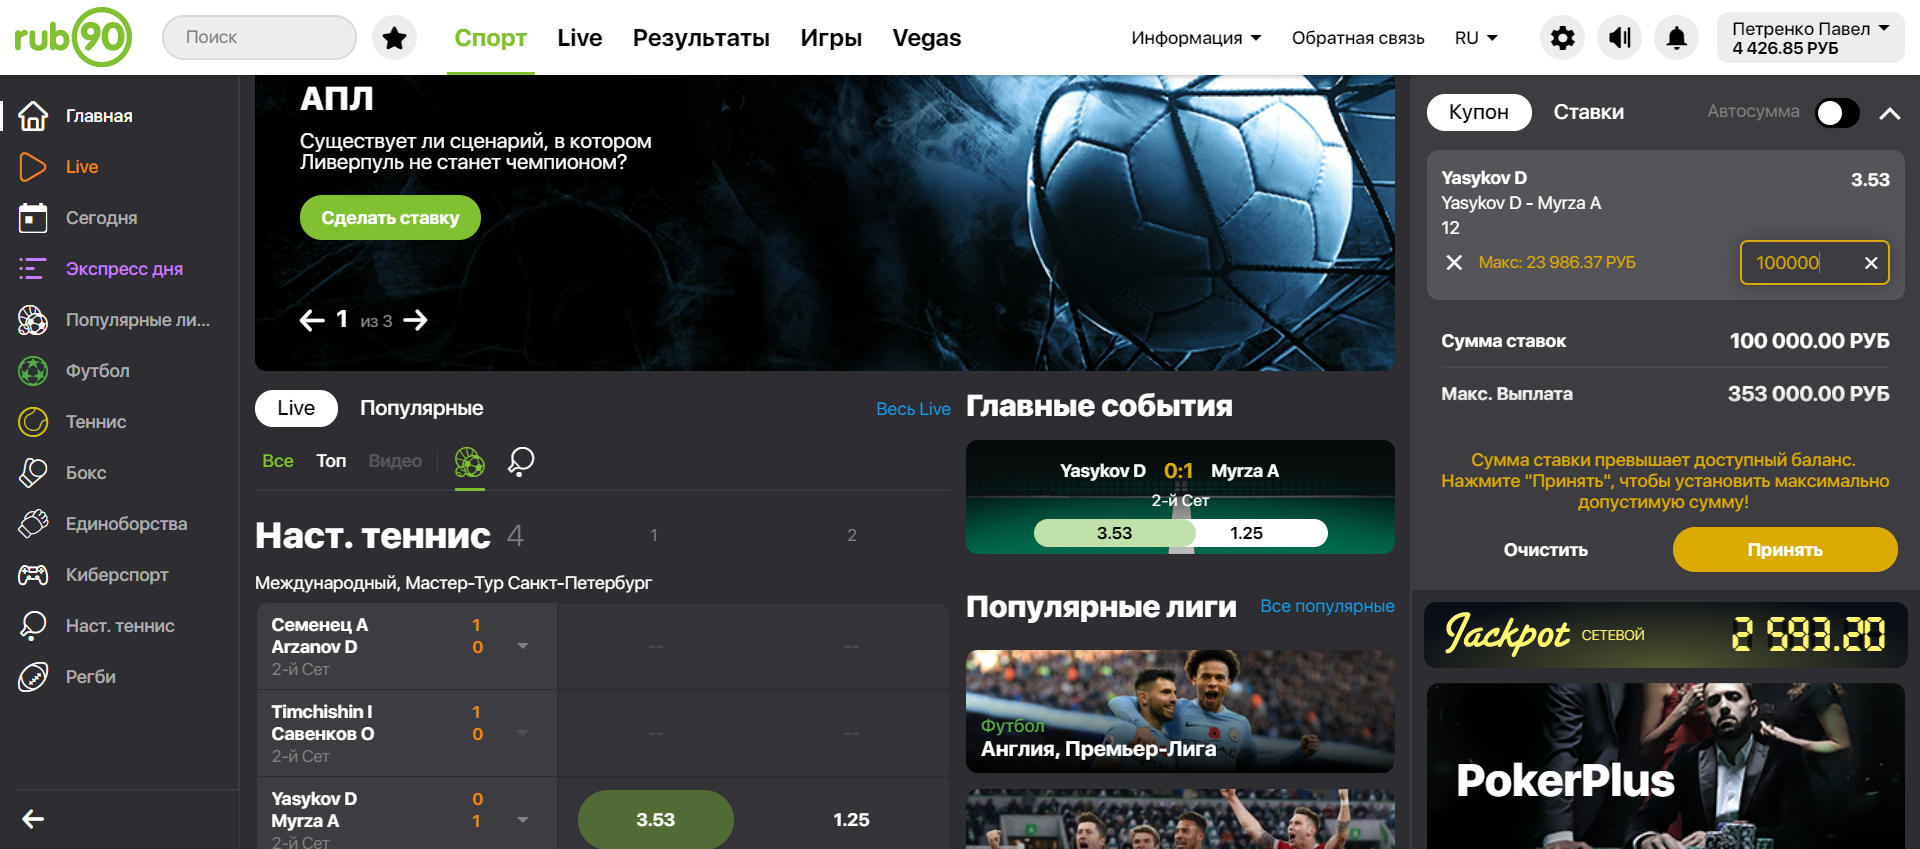 rub90
Поиск
Спорт
Live
Результаты
Игры
Vegas
Информация
Обратная связь
RU
Петренко Павел
4 426.85 РУБ
Главная
Live
Сегодня
Экспресс дня
Популярные ли...
Футбол
Теннис
Бокс
Единоборства
Киберспорт
Наст. теннис
Регби
АПЛ
Существует ли сценарий, в котором
Ливерпуль не станет чемпионом?
Сделать ставку
1 из 3
Live
Популярные
Весь Live
Все
Топ
Видео
Наст. теннис 4
1
2
Международный, Мастер-Тур Санкт-Петербург
Семенец А 1
Arzanov D 0
2-й Сет
-- --
Timchishin I 1
Савенков О 0
2-й Сет
-- --
Yasykov D 0
Myrza A 1
2-й Сет
3.53
1.25
Главные события
Yasykov D 0:1 Myrza A
2-й Сет
3.53
1.25
Популярные лиги
Все популярные
Футбол
Англия, Премьер-Лига
Купон
Ставки
Автосумма
Yasykov D 3.53
Yasykov D - Myrza A
12
Макс: 23 986.37 РУБ
100000
Сумма ставок 100 000.00 РУБ
Макс. Выплата 353 000.00 РУБ
Сумма ставки превышает доступный баланс.
Нажмите "Принять", чтобы установить максимально
допустимую сумму!
Очистить
Принять
Jackpot СЕТЕВОЙ 2 593.20
PokerPlus